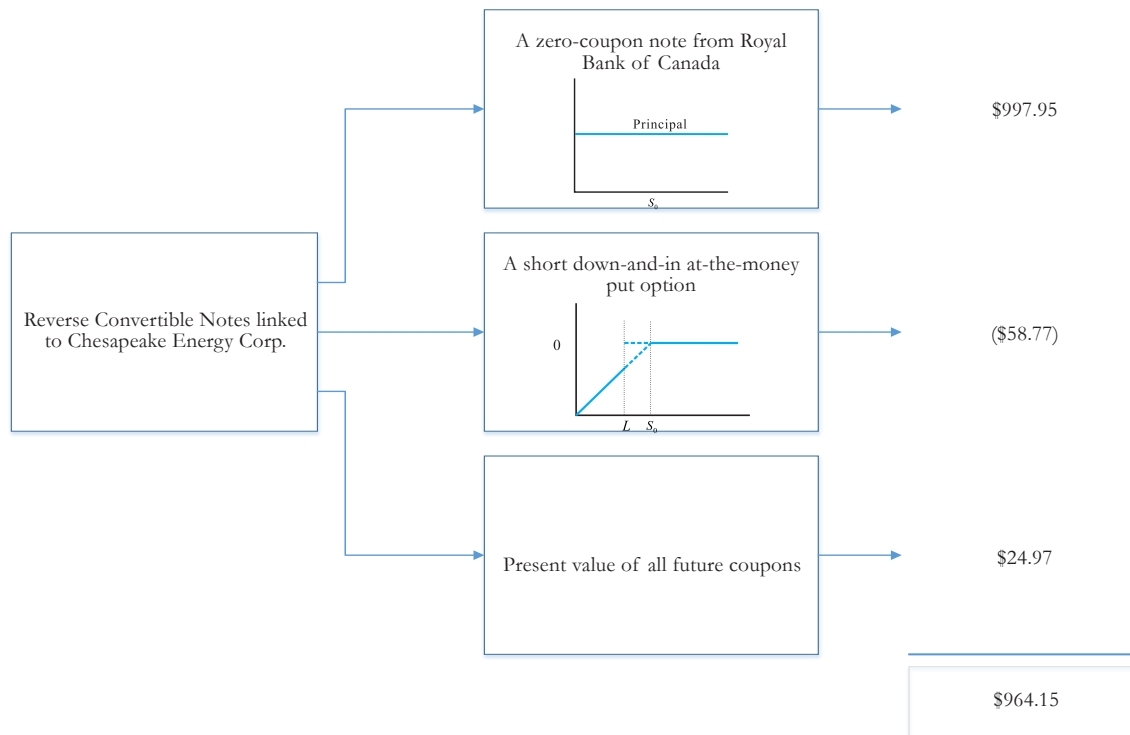 A zero-coupon note from Royal
Bank of Canada
Principal
S₀
$997.95
Reverse Convertible Notes linked
to Chesapeake Energy Corp.
A short down-and-in at-the-money
put option
0
L S₀
($58.77)
Present value of all future coupons
$24.97
$964.15